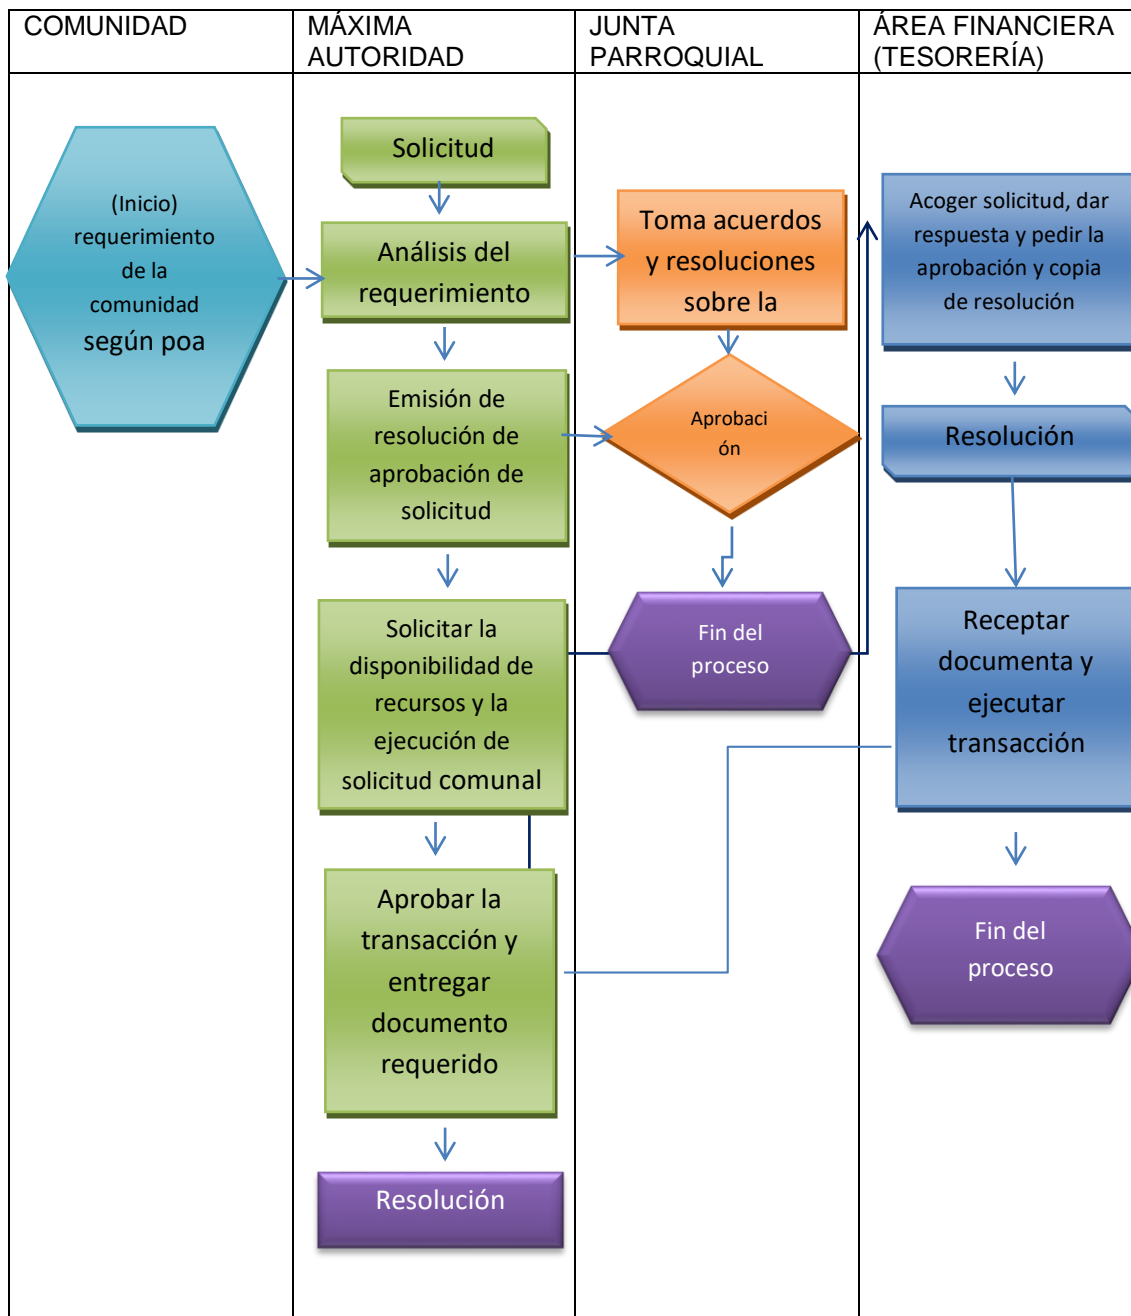 COMUNIDAD
MÁXIMA
AUTORIDAD
JUNTA
PARROQUIAL
ÁREA FINANCIERA
(TESORERÍA)
(Inicio)
requerimiento
de la
comunidad
según poa
Solicitud
Análisis del
requerimiento
Emisión de
resolución de
aprobación de
solicitud
Solicitar la
disponibilidad de
recursos y la
ejecución de
solicitud comunal
Aprobar la
transacción y
entregar
documento
requerido
Resolución
Toma acuerdos
y resoluciones
sobre la
Aprobaci
ón
Fin del
proceso
Acoger solicitud, dar
respuesta y pedir la
aprobación y copia
de resolución
Resolución
Receptar
documenta y
ejecutar
transacción
Fin del
proceso